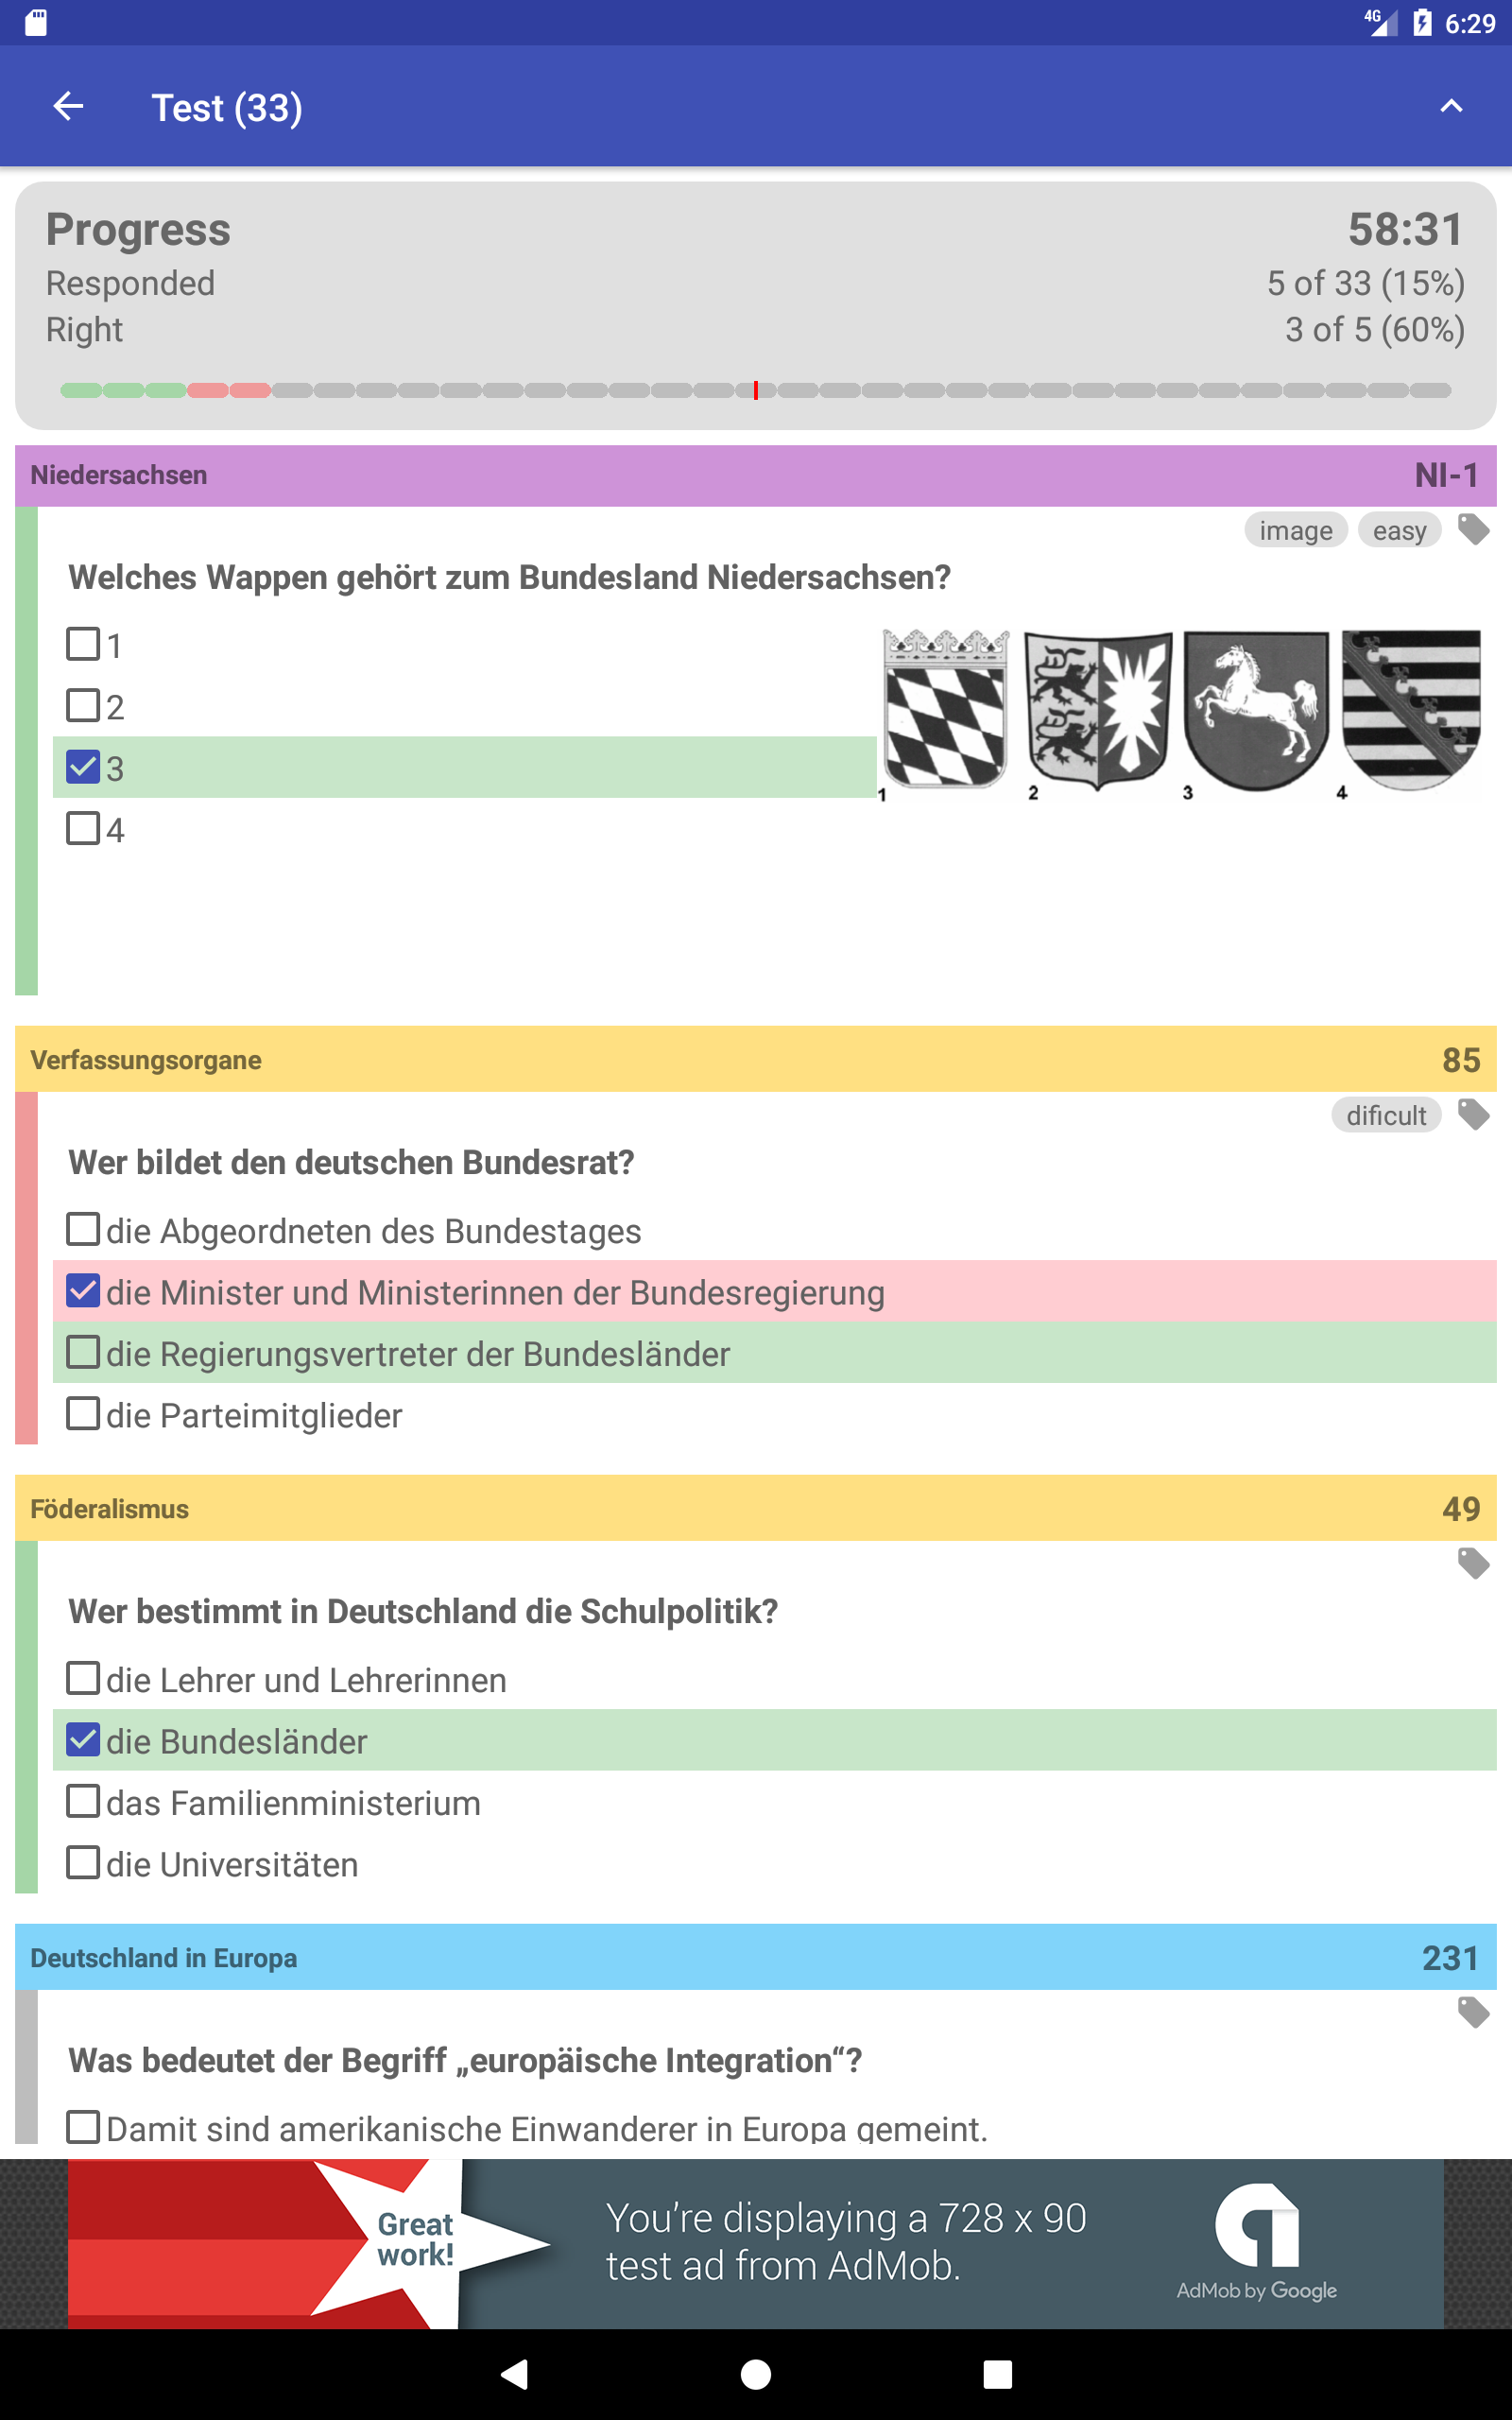 4G 6:29
Test (33)
Progress 58:31
Responded 5 of 33 (15%)
Right 3 of 5 (60%)
Niedersachsen NI-1
image easy
Welches Wappen gehört zum Bundesland Niedersachsen?
1
2
3
4
1 2 3 4
Verfassungsorgane 85
dificult
Wer bildet den deutschen Bundesrat?
die Abgeordneten des Bundestages
die Minister und Ministerinnen der Bundesregierung
die Regierungsvertreter der Bundesländer
die Parteimitglieder
Föderalismus 49
Wer bestimmt in Deutschland die Schulpolitik?
die Lehrer und Lehrerinnen
die Bundesländer
das Familienministerium
die Universitäten
Deutschland in Europa 231
Was bedeutet der Begriff „europäische Integration“?
Damit sind amerikanische Einwanderer in Europa gemeint.
Great
work!
You're displaying a 728 x 90
test ad from AdMob.
AdMob by Google